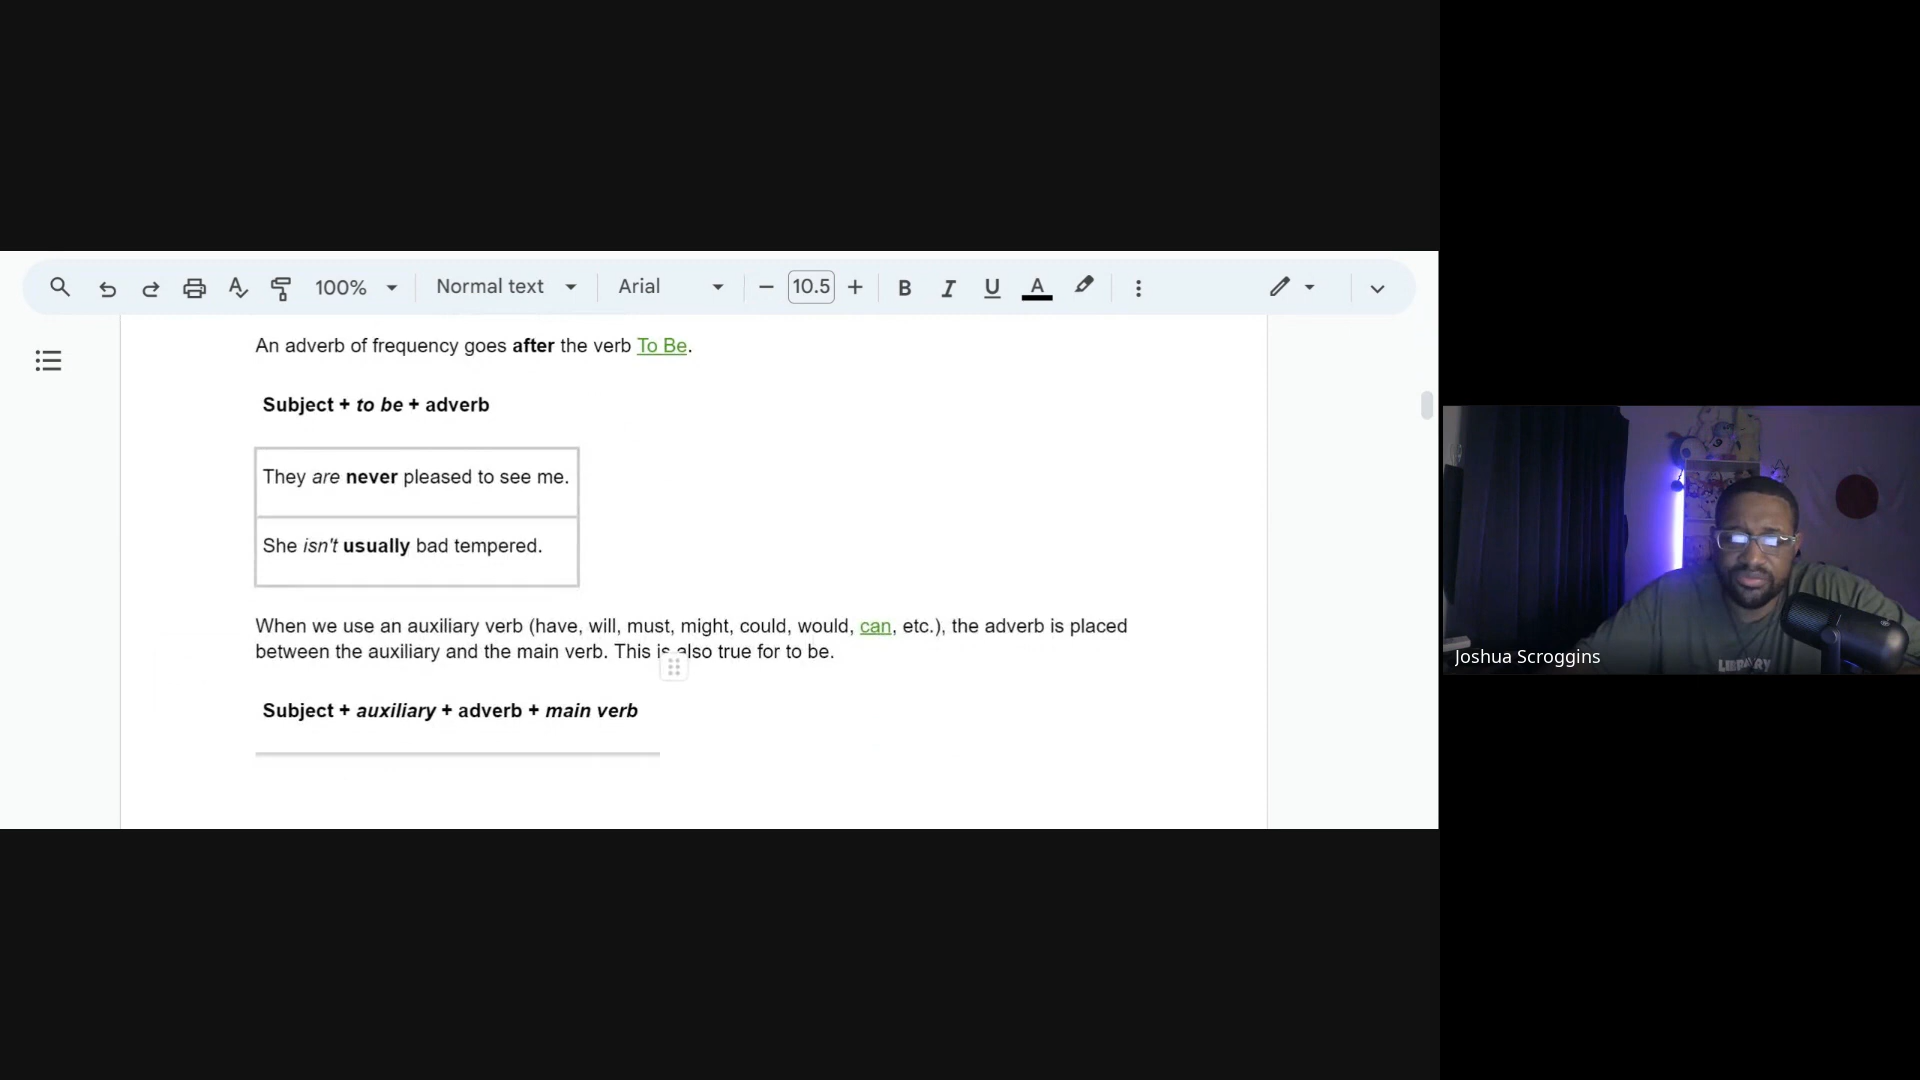 100%
Normal text
Arial
10.5
B
I
U
A
An adverb of frequency goes after the verb To Be.
Subject + to be + adverb
They are never pleased to see me.
She isn't usually bad tempered.
When we use an auxiliary verb (have, will, must, might, could, would, can, etc.), the adverb is placed
between the auxiliary and the main verb. This is also true for to be.
Subject + auxiliary + adverb + main verb
Joshua Scroggins